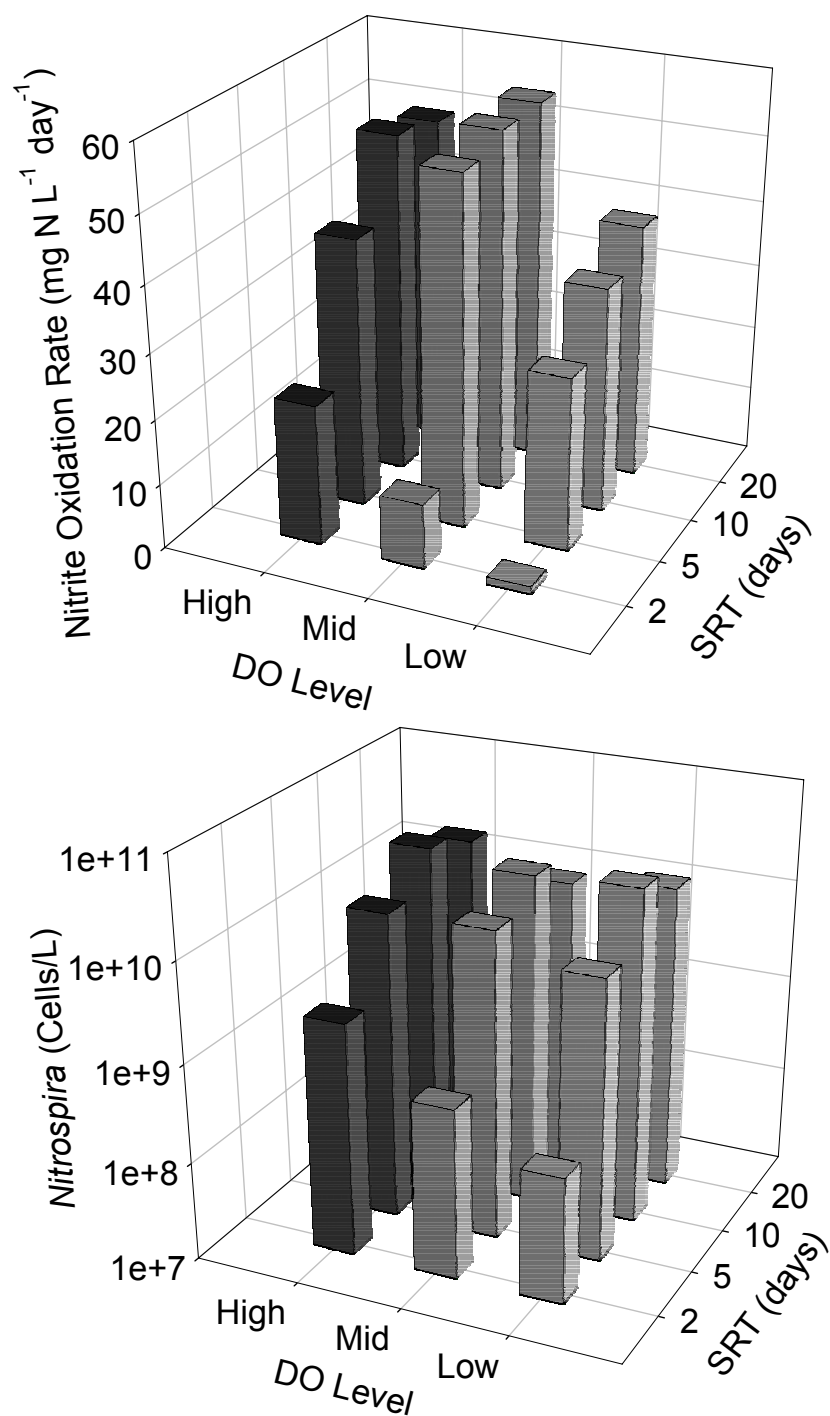 Nitrite Oxidation Rate (mg N L⁻¹ day⁻¹)
60
50
40
30
20
10
0
High
Mid
Low
DO Level
20
10
5
2
SRT (days)
Nitrospira (Cells/L)
1e+11
1e+10
1e+9
1e+8
1e+7
High
Mid
Low
DO Level
20
10
5
2
SRT (days)